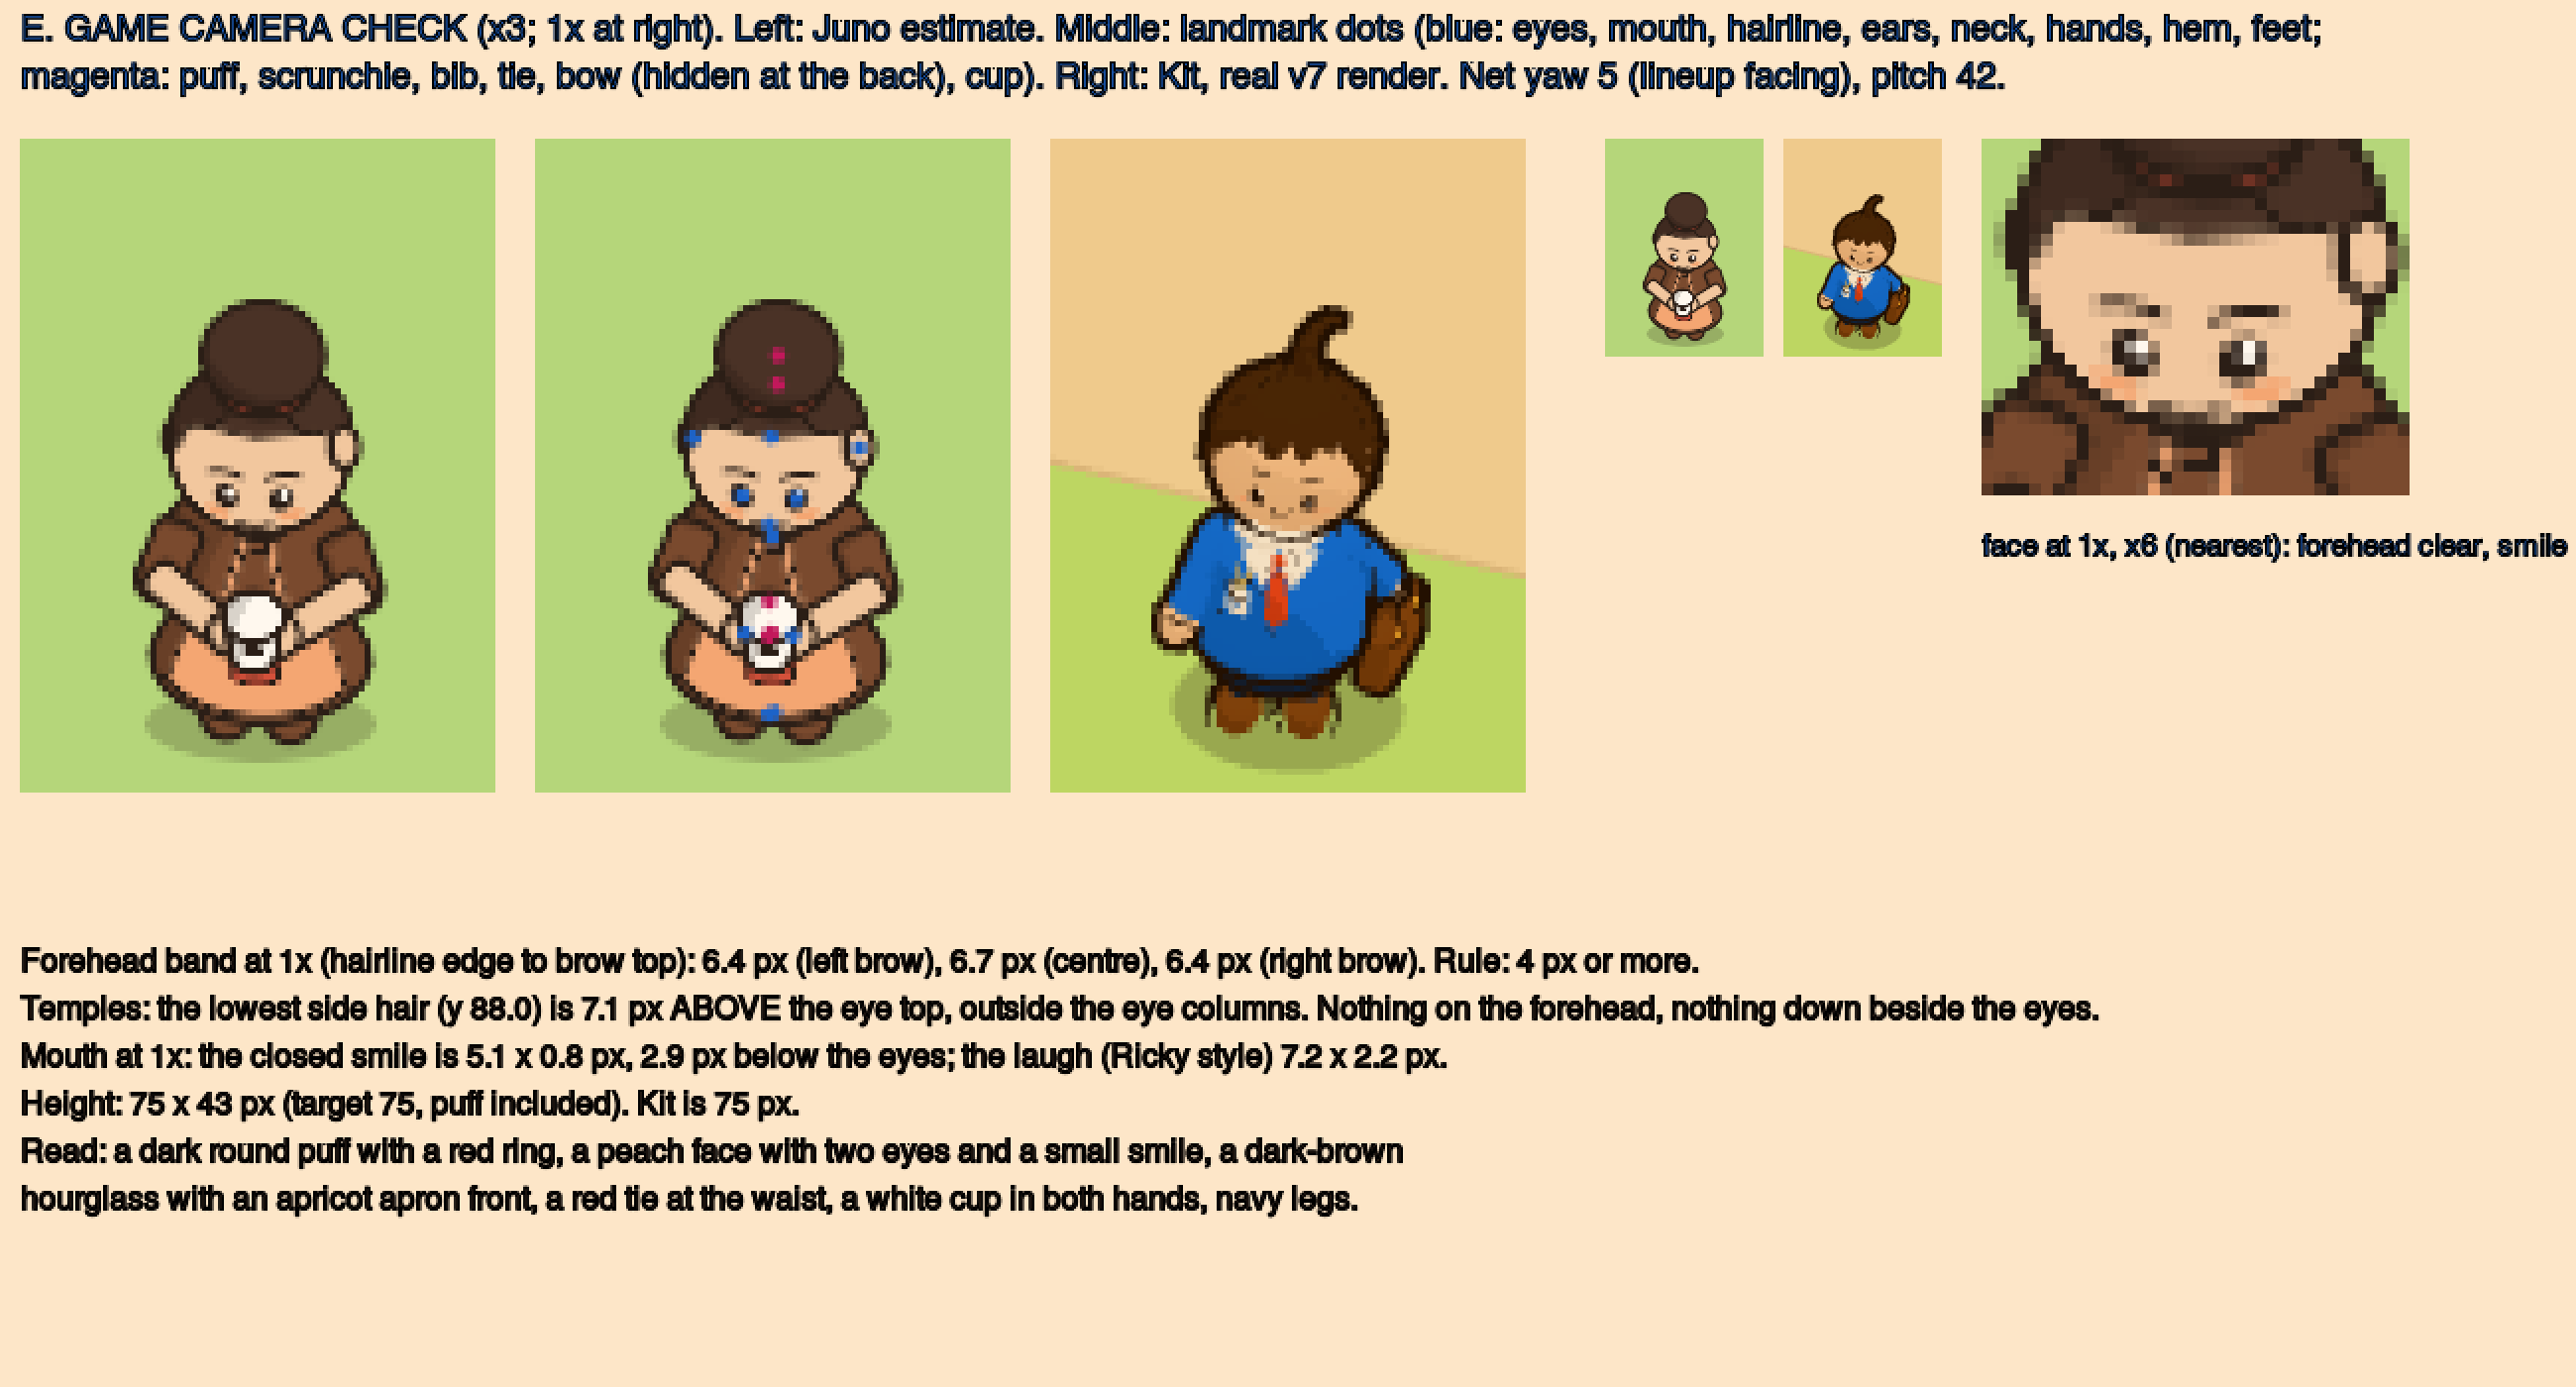 E. GAME CAMERA CHECK (x3; 1x at right). Left: Juno estimate. Middle: landmark dots (blue: eyes, mouth, hairline, ears, neck, hands, hem, feet;
magenta: puff, scrunchie, bib, tie, bow (hidden at the back), cup). Right: Kit, real v7 render. Net yaw 5 (lineup facing), pitch 42.
face at 1x, x6 (nearest): forehead clear, smile
Forehead band at 1x (hairline edge to brow top): 6.4 px (left brow), 6.7 px (centre), 6.4 px (right brow). Rule: 4 px or more.
Temples: the lowest side hair (y 88.0) is 7.1 px ABOVE the eye top, outside the eye columns. Nothing on the forehead, nothing down beside the eyes.
Mouth at 1x: the closed smile is 5.1 x 0.8 px, 2.9 px below the eyes; the laugh (Ricky style) 7.2 x 2.2 px.
Height: 75 x 43 px (target 75, puff included). Kit is 75 px.
Read: a dark round puff with a red ring, a peach face with two eyes and a small smile, a dark-brown
hourglass with an apricot apron front, a red tie at the waist, a white cup in both hands, navy legs.